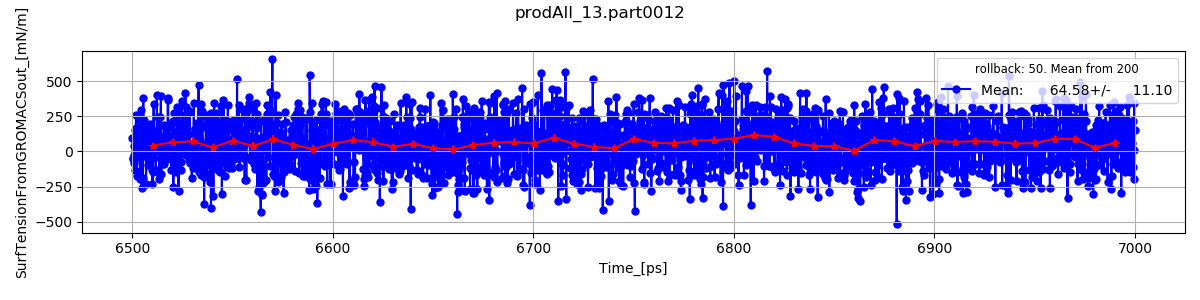 prodAll_13.part0012
SurfTensionFromGROMACSout_[mN/m]
500
250
0
−250
−500
rollback: 50. Mean from 200
Mean: 64.58+/- 11.10
6500 6600 6700 6800 6900 7000
Time_[ps]